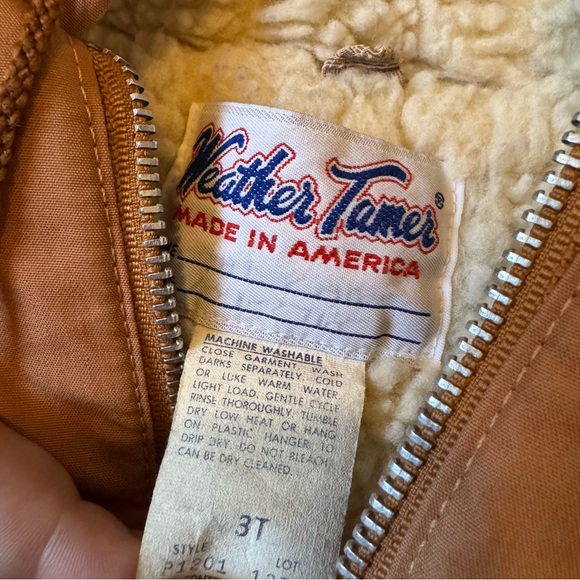 Weather Tamer®
MADE IN AMERICA
MACHINE WASHABLE
CLOSE GARMENT. WASH
DARKS SEPARATELY. COLD
OR LUKE WARM WATER
LIGHT LOAD. GENTLE CYCLE
RINSE THOROUGHLY. TUMBLE
DRY LOW HEAT OR HANG
ON PLASTIC HANGER TO
DRIP DRY. DO NOT BLEACH
CAN BE DRY CLEANED.
3T
STYLE LOT
P1201